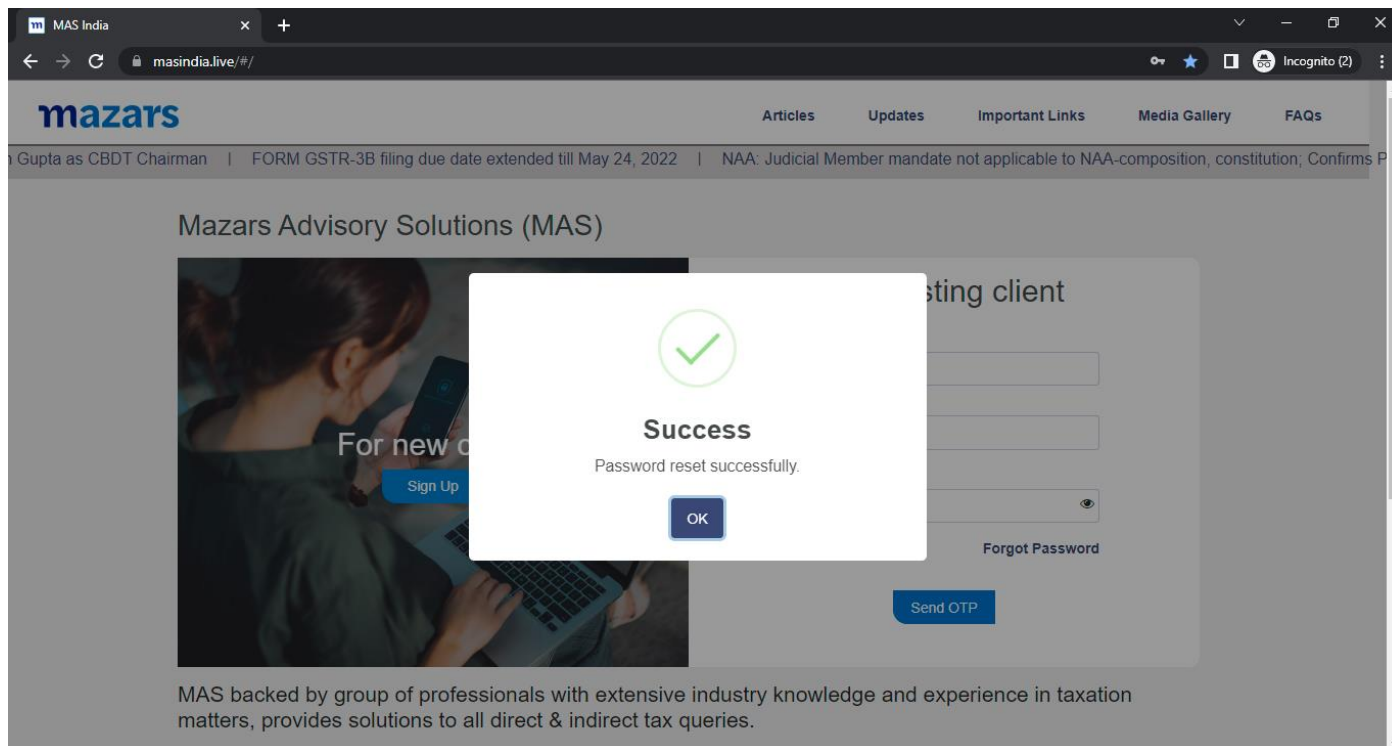 m MAS India
masindia.live/#/
Incognito (2)
mazars
Articles Updates Important Links Media Gallery FAQs
Gupta as CBDT Chairman | FORM GSTR-3B filing due date extended till May 24, 2022 | NAA: Judicial Member mandate not applicable to NAA-composition, constitution; Confirms P
Mazars Advisory Solutions (MAS)
sting client
For new c
Sign Up
Success
Password reset successfully.
OK
Forgot Password
Send OTP
MAS backed by group of professionals with extensive industry knowledge and experience in taxation
matters, provides solutions to all direct & indirect tax queries.